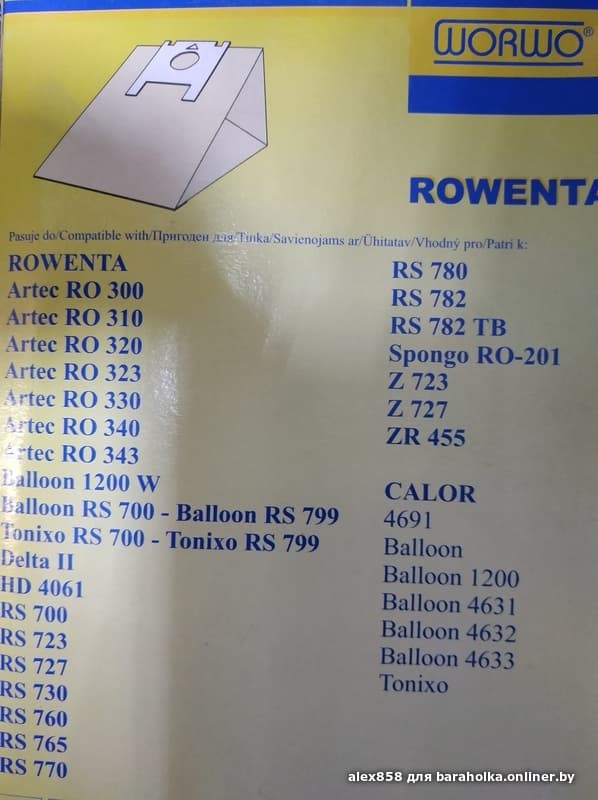 WORWO®
ROWENTA
Pasuje do/Compatible with/Пригоден для/Tinka/Savienojams ar/Ühitatav/Vhodný pro/Patrí k:
ROWENTA
Artec RO 300
Artec RO 310
Artec RO 320
Artec RO 323
Artec RO 330
Artec RO 340
Artec RO 343
Balloon 1200 W
Balloon RS 700 - Balloon RS 799
Tonixo RS 700 - Tonixo RS 799
Delta II
HD 4061
RS 700
RS 723
RS 727
RS 730
RS 760
RS 765
RS 770
RS 780
RS 782
RS 782 TB
Spongo RO-201
Z 723
Z 727
ZR 455
CALOR
4691
Balloon
Balloon 1200
Balloon 4631
Balloon 4632
Balloon 4633
Tonixo
alex858 для baraholka.onliner.by